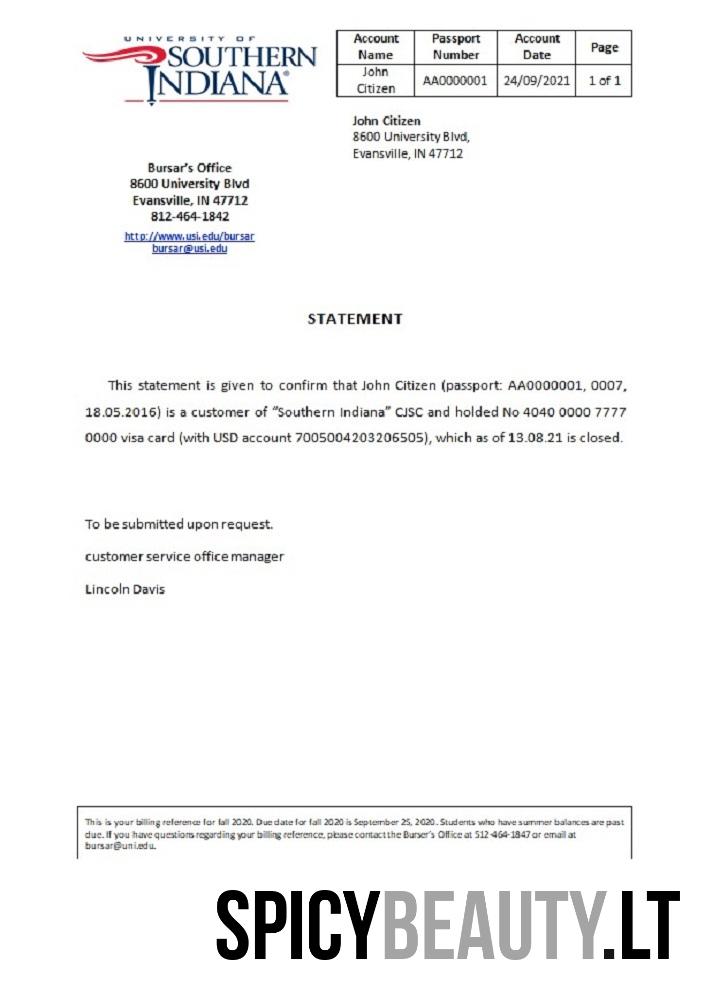 UNIVERSITY OF
SOUTHERN
INDIANA®
Account Name Passport Number Account Date Page
John Citizen AA0000001 24/09/2021 1 of 1
John Citizen
8600 University Blvd,
Evansville, IN 47712
Bursar's Office
8600 University Blvd
Evansville, IN 47712
812-464-1842
http://www.usi.edu/bursar
bursar@usi.edu
STATEMENT
This statement is given to confirm that John Citizen (passport: AA0000001, 0007,
18.05.2016) is a customer of “Southern Indiana” CJSC and holded No 4040 0000 7777
0000 visa card (with USD account 7005004203206505), which as of 13.08.21 is closed.
To be submitted upon request.
customer service office manager
Lincoln Davis
This is your billing reference for fall 2020. Due date for fall 2020 is September 25, 2020. Students who have summer balances are past
due. If you have questions regarding your billing reference, please contact the Burser's Office at 512-464-1847 or email at
bursar@uni.edu.
SPICYBEAUTY.LT